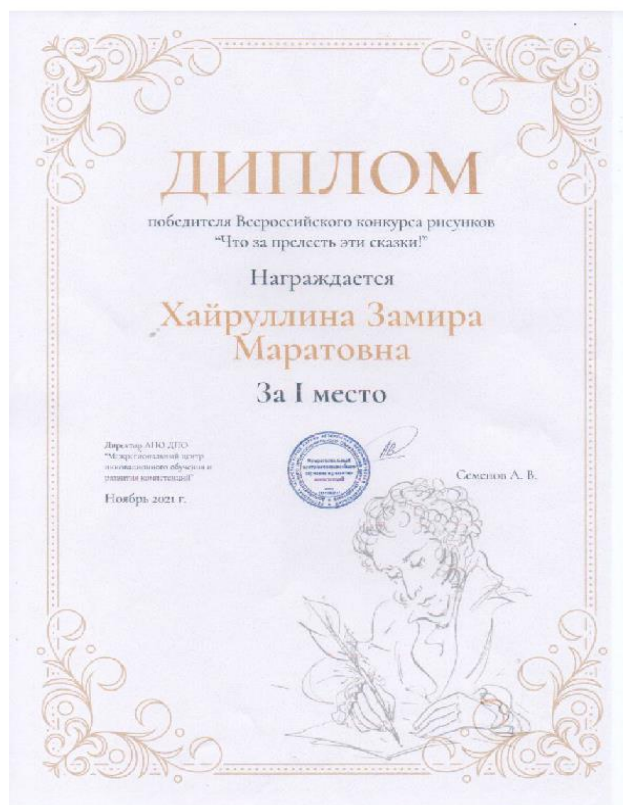 ДИПЛОМ
победителя Всероссийского конкурса рисунков
“Что за прелесть эти сказки!”
Награждается
Хайруллина Замира
Маратовна
За I место
Директор АНО ДПО
“Межрегиональный центр
инновационного обучения и
развития компетенций”
Семенов А. В.
Ноябрь 2021 г.